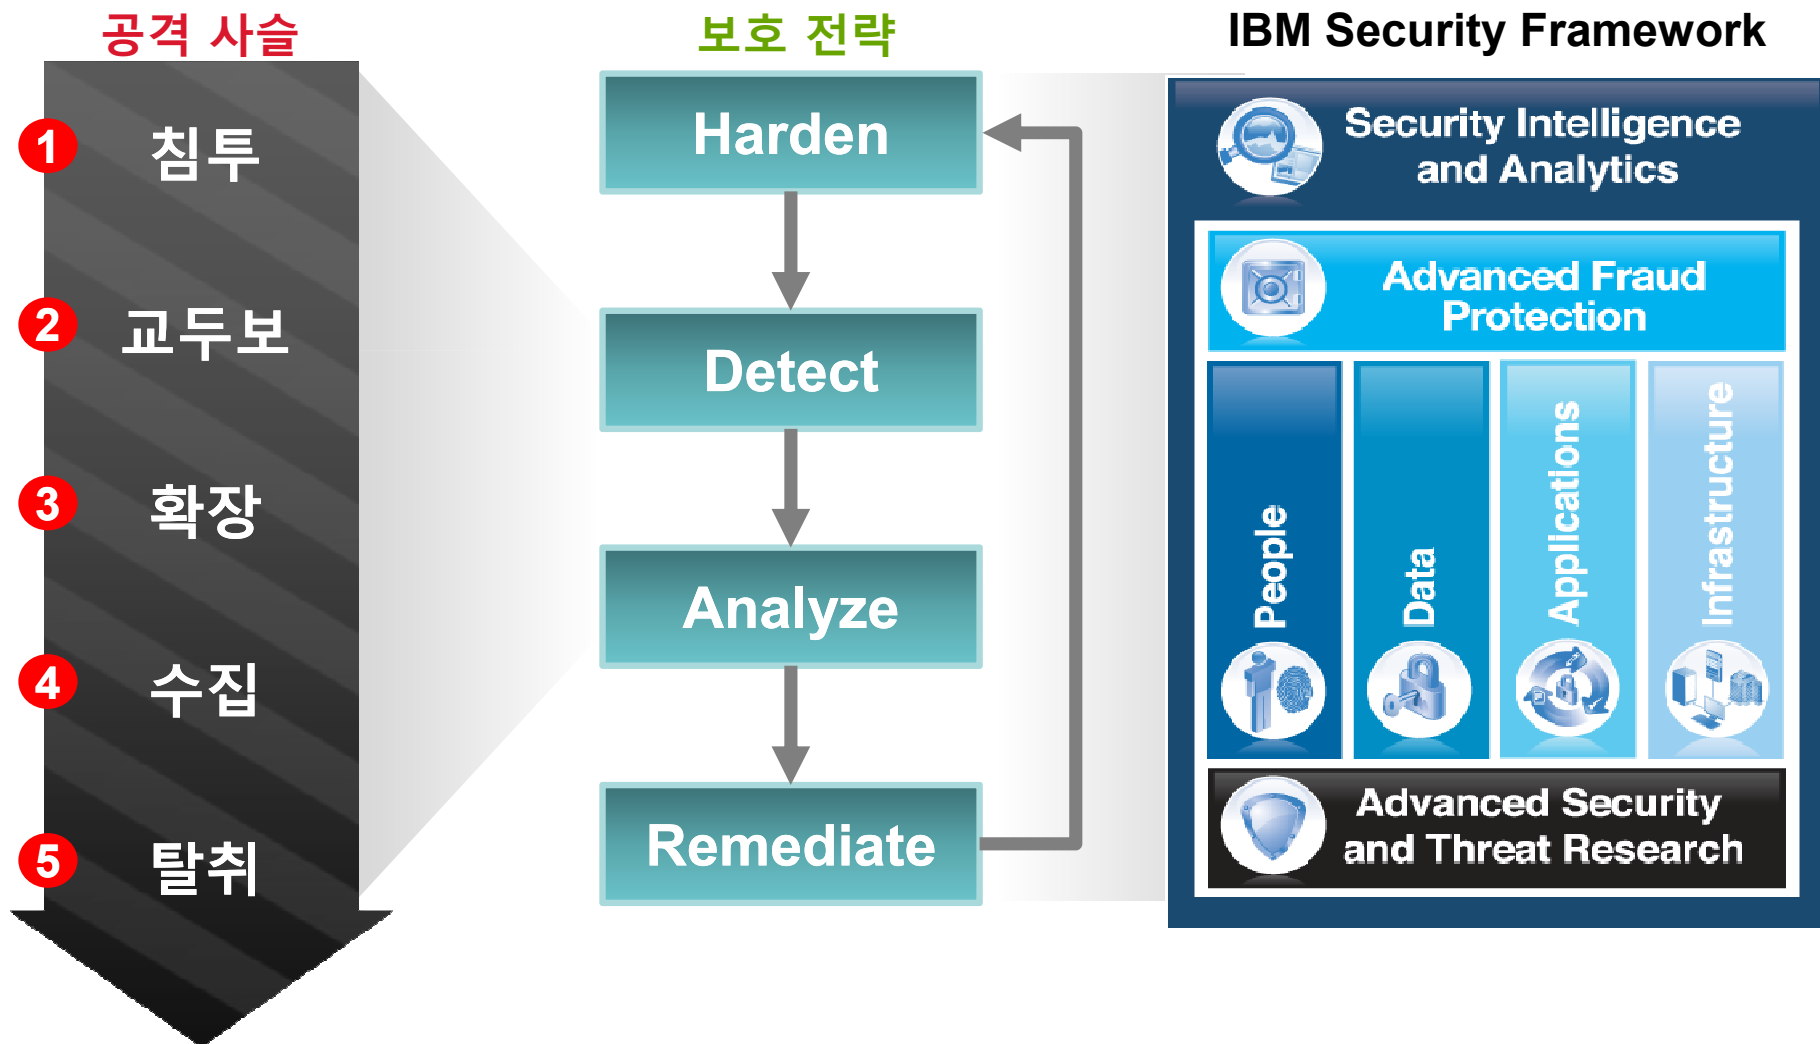 공격 사슬
1 침투
2 교두보
3 확장
4 수집
5 탈취
보호 전략
Harden
Detect
Analyze
Remediate
IBM Security Framework
Security Intelligence
and Analytics
Advanced Fraud
Protection
People
Data
Applications
Infrastructure
Advanced Security
and Threat Research